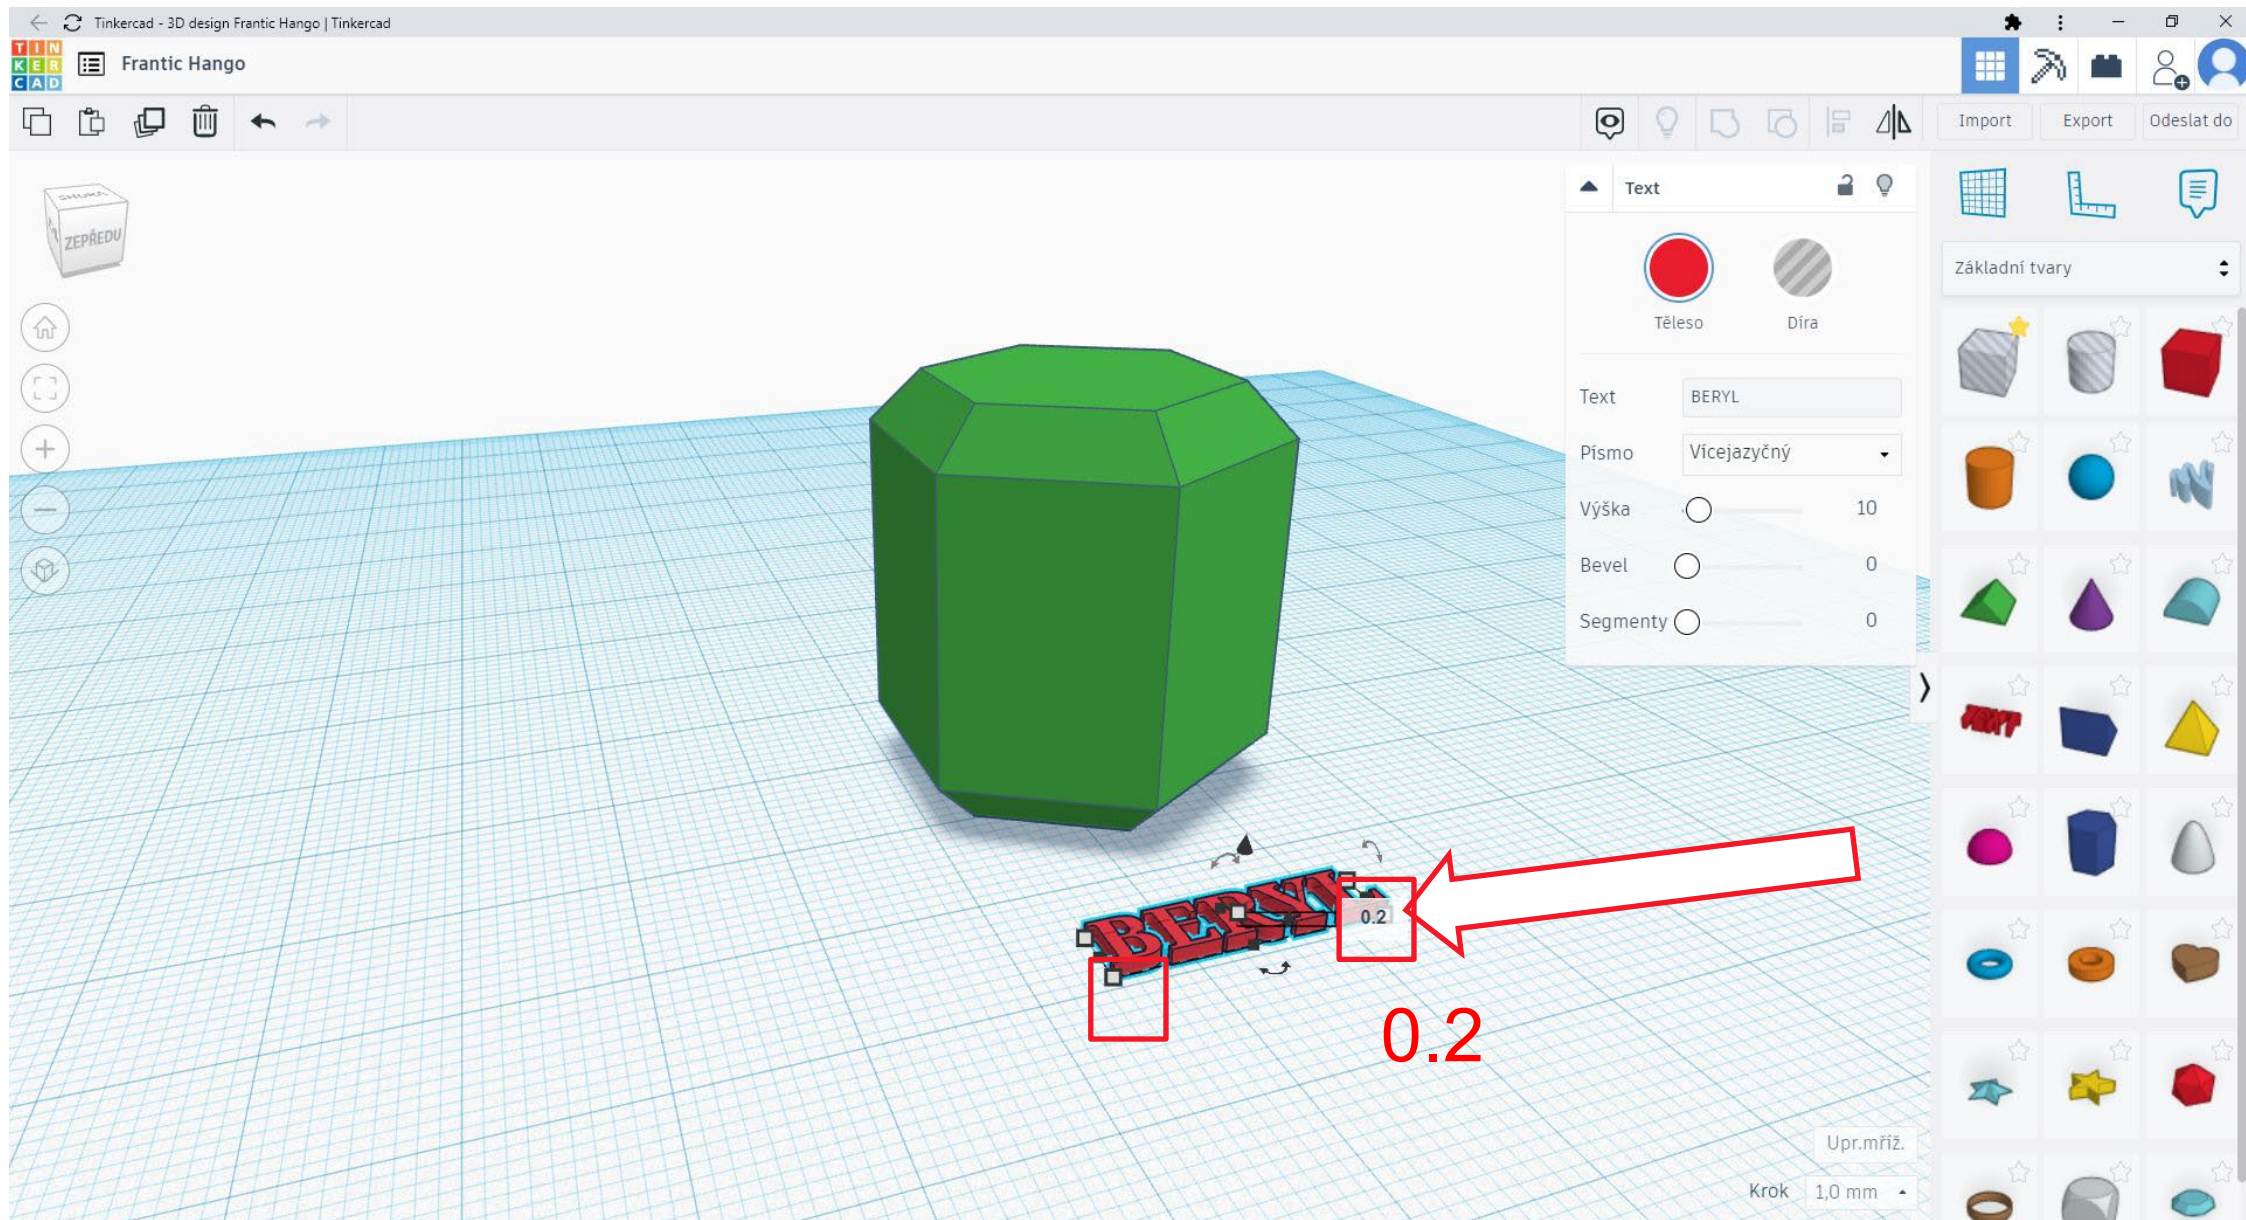 Tinkercad - 3D design Frantic Hango | Tinkercad
TIN
KER
CAD
Frantic Hango
Import
Export
Odeslat do
ZEPŘEDU
Text
Těleso
Díra
Text
BERYL
Písmo
Vícejazyčný
Výška
10
Bevel
0
Segmenty
0
Základní tvary
TEXT
BERYL
0.2
0.2
Upr.mříž.
Krok
1,0 mm